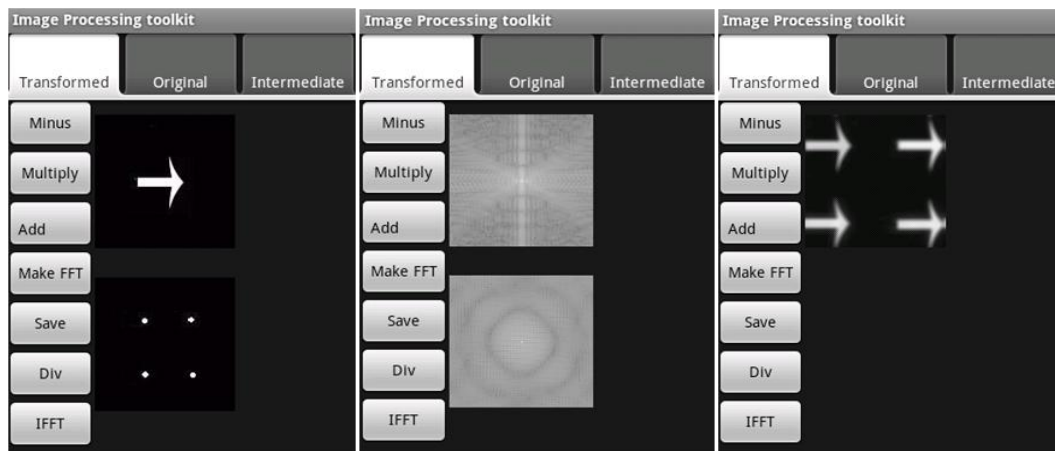 Image Processing toolkit
Transformed Original Intermediate
Minus
Multiply
Add
Make FFT
Save
Div
IFFT
Image Processing toolkit
Transformed Original Intermediate
Minus
Multiply
Add
Make FFT
Save
Div
IFFT
Image Processing toolkit
Transformed Original Intermediate
Minus
Multiply
Add
Make FFT
Save
Div
IFFT